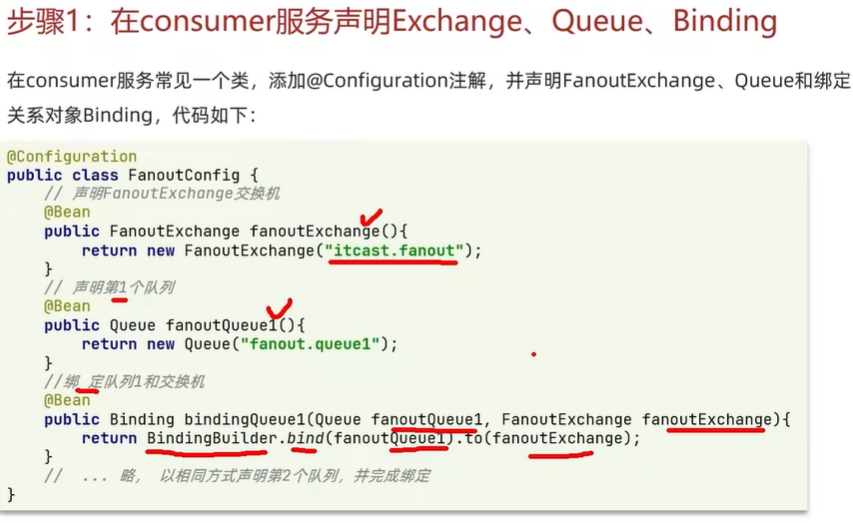 步骤1：在consumer服务声明Exchange、Queue、Binding
在consumer服务常见一个类，添加@Configuration注解，并声明FanoutExchange、Queue和绑定
关系对象Binding，代码如下：
@Configuration
public class FanoutConfig {
    // 声明FanoutExchange交换机
    @Bean
    public FanoutExchange fanoutExchange(){
        return new FanoutExchange("itcast.fanout");
    }
    // 声明第1个队列
    @Bean
    public Queue fanoutQueue1(){
        return new Queue("fanout.queue1");
    }
    //绑 定队列1和交换机
    @Bean
    public Binding bindingQueue1(Queue fanoutQueue1, FanoutExchange fanoutExchange){
        return BindingBuilder.bind(fanoutQueue1).to(fanoutExchange);
    }
    // ... 略， 以相同方式声明第2个队列，并完成绑定
}